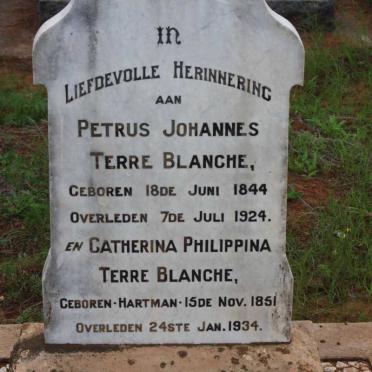 In
Liefdevolle Herinnering
aan
Petrus Johannes
Terre Blanche,
Geboren 18de Juni 1844
Overleden 7de Juli 1924.
en Catherina Philippina
Terre Blanche,
Geboren-Hartman-15de Nov. 1851
Overleden 24ste Jan. 1934.